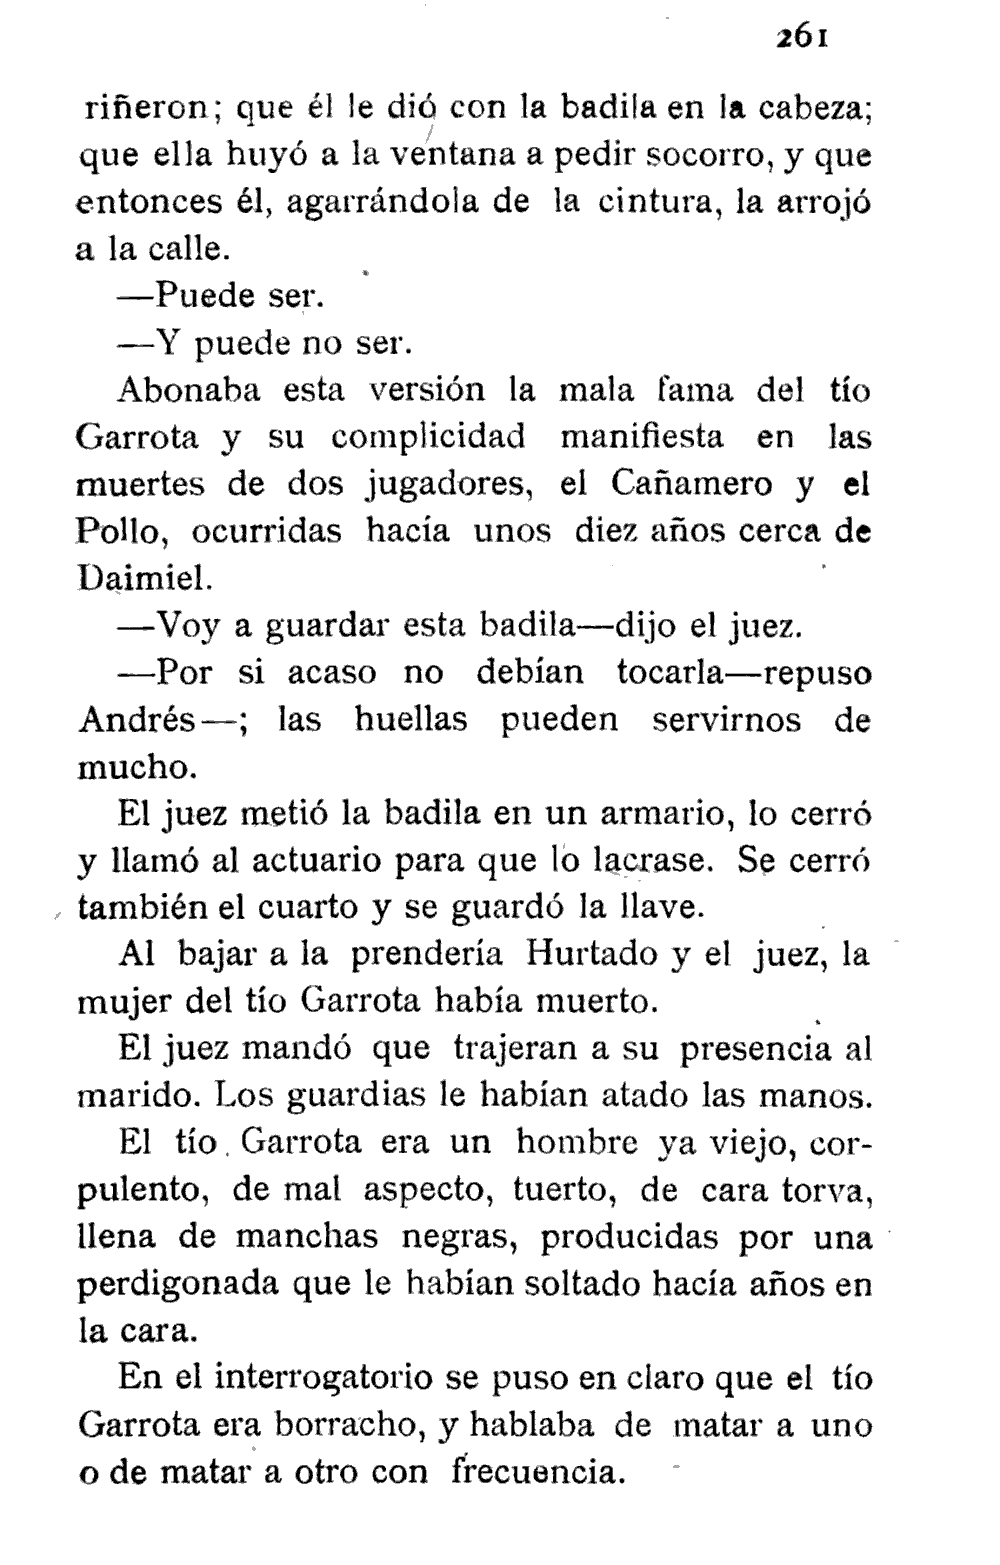 261
riñeron; que él le dió con la badila en la cabeza;
que ella huyó a la ventana a pedir socorro, y que
entonces él, agarrándola de la cintura, la arrojó
a la calle.
—Puede ser.
—Y puede no ser.
Abonaba esta versión la mala fama del tío
Garrota y su complicidad manifiesta en las
muertes de dos jugadores, el Cañamero y el
Pollo, ocurridas hacía unos diez años cerca de
Daimiel.
—Voy a guardar esta badila—dijo el juez.
—Por si acaso no debían tocarla—repuso
Andrés—; las huellas pueden servirnos de
mucho.
El juez metió la badila en un armario, lo cerró
y llamó al actuario para que lo lacrase. Se cerró
también el cuarto y se guardó la llave.
Al bajar a la prendería Hurtado y el juez, la
mujer del tío Garrota había muerto.
El juez mandó que trajeran a su presencia al
marido. Los guardias le habían atado las manos.
El tío Garrota era un hombre ya viejo, cor-
pulento, de mal aspecto, tuerto, de cara torva,
llena de manchas negras, producidas por una
perdigonada que le habían soltado hacía años en
la cara.
En el interrogatorio se puso en claro que el tío
Garrota era borracho, y hablaba de matar a uno
o de matar a otro con frecuencia.